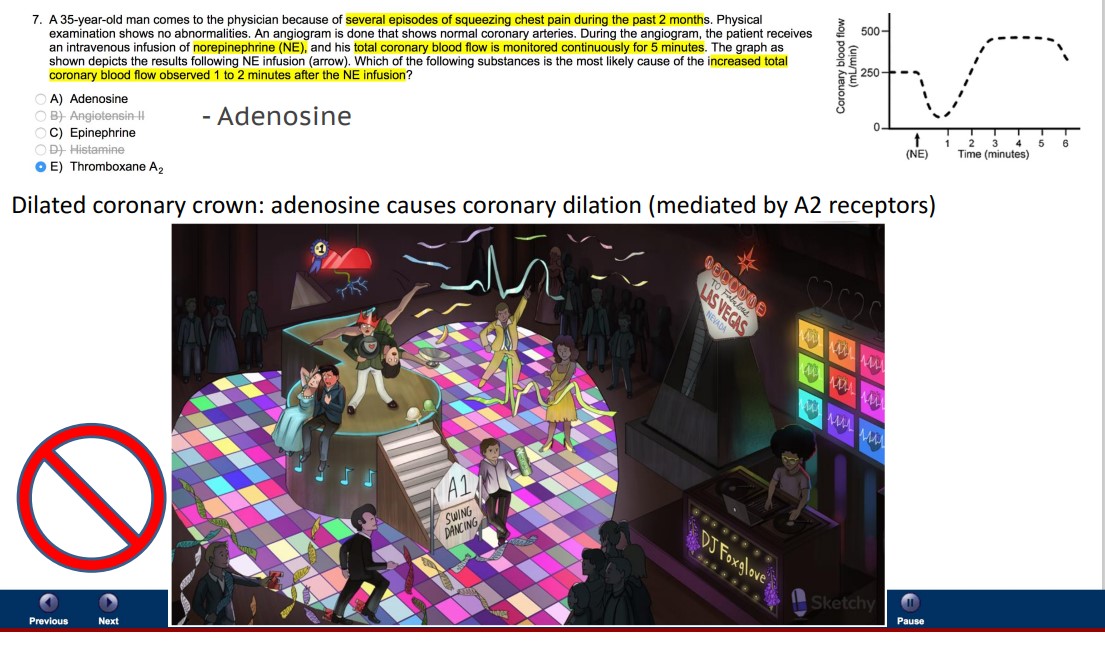 7. A 35-year-old man comes to the physician because of several episodes of squeezing chest pain during the past 2 months. Physical
examination shows no abnormalities. An angiogram is done that shows normal coronary arteries. During the angiogram, the patient receives
an intravenous infusion of norepinephrine (NE), and his total coronary blood flow is monitored continuously for 5 minutes. The graph as
shown depicts the results following NE infusion (arrow). Which of the following substances is the most likely cause of the increased total
coronary blood flow observed 1 to 2 minutes after the NE infusion?
A) Adenosine
B) Angiotensin II
C) Epinephrine
D) Histamine
E) Thromboxane A2
- Adenosine
Coronary blood flow
(mL/min)
500
250
0
1 2 3 4 5 6
(NE) Time (minutes)
Dilated coronary crown: adenosine causes coronary dilation (mediated by A2 receptors)
1
WELCOME
TO Fabulous
LAS VEGAS
NEVADA
A1
SWING
DANCING
DJ Foxglove
Sketchy
Previous
Next
Pause